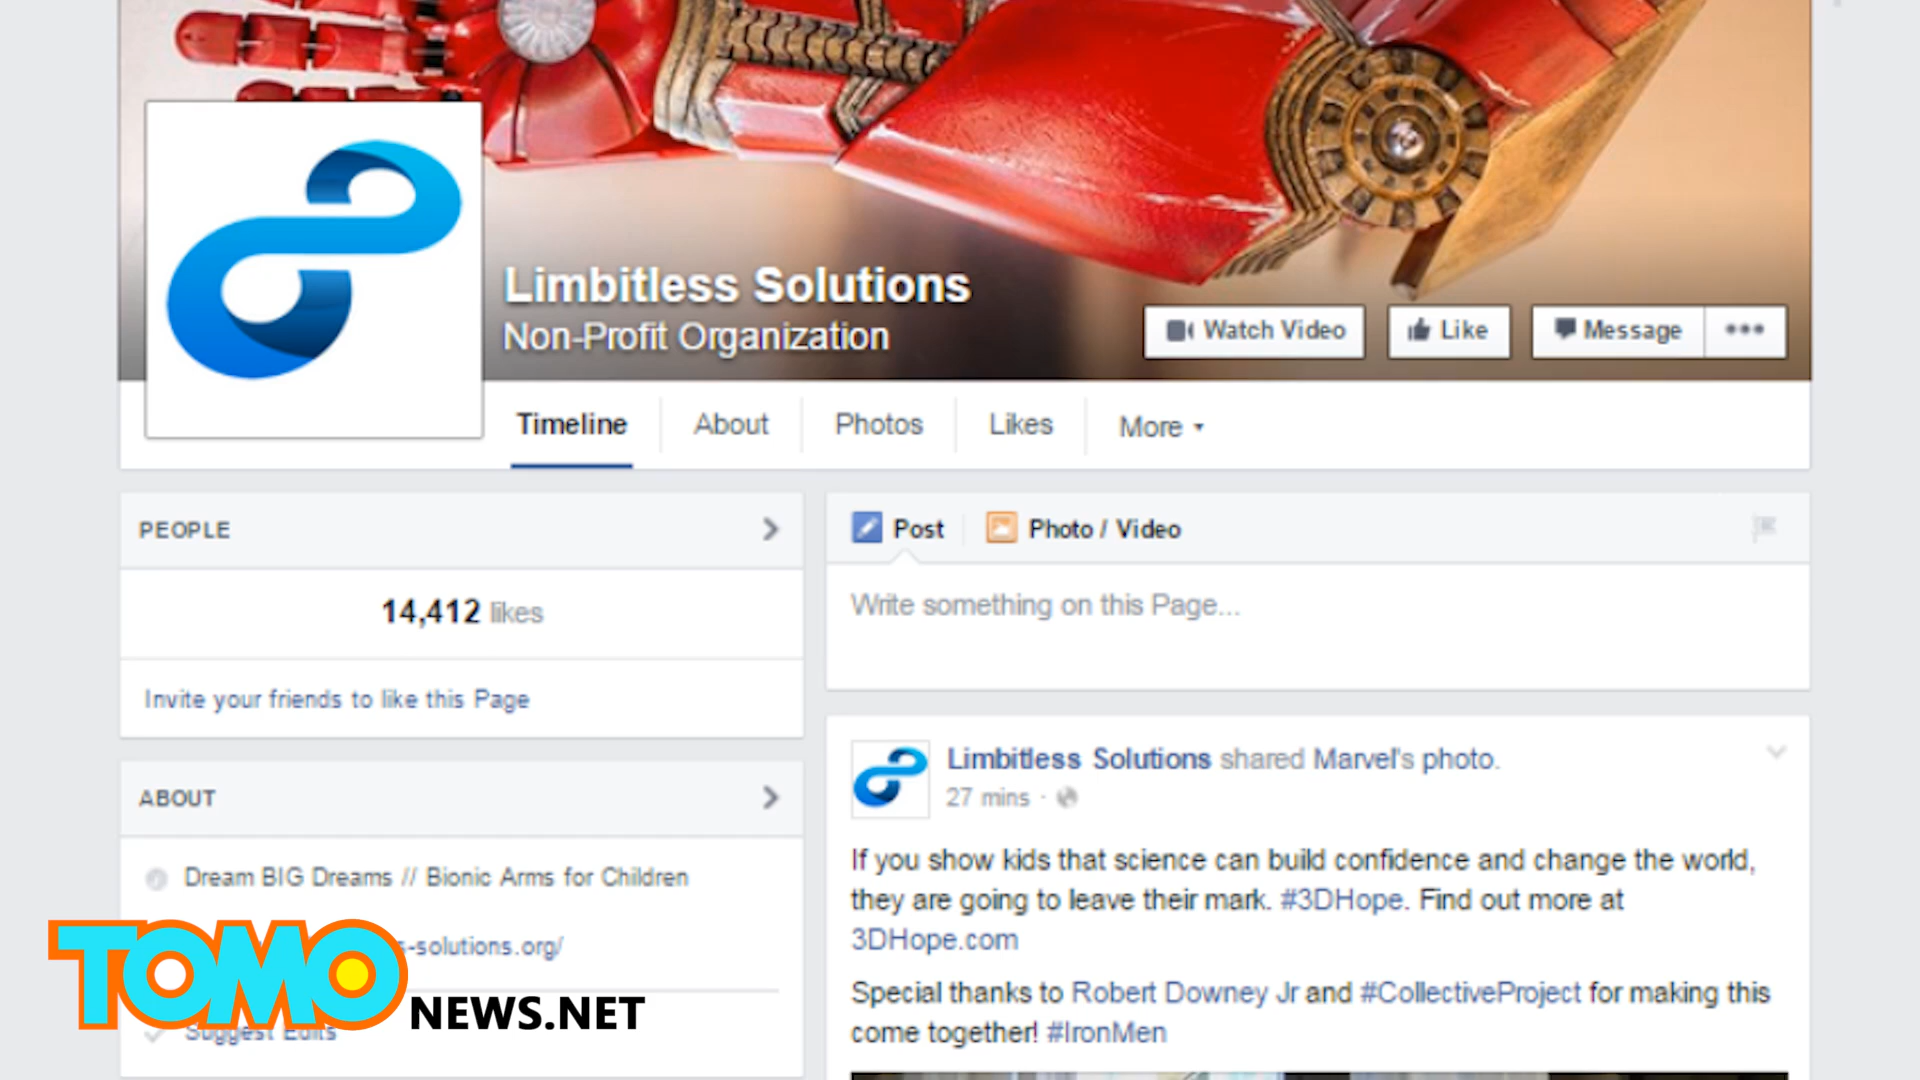 Limbitless Solutions
Non-Profit Organization
Watch Video
Like
Message
Timeline
About
Photos
Likes
More
PEOPLE
14,412 likes
Invite your friends to like this Page
ABOUT
Dream BIG Dreams // Bionic Arms for Children
s-solutions.org/
Suggest Edits
Post
Photo / Video
Write something on this Page...
Limbitless Solutions shared Marvel's photo.
27 mins ·
If you show kids that science can build confidence and change the world,
they are going to leave their mark. #3DHope. Find out more at
3DHope.com
Special thanks to Robert Downey Jr and #CollectiveProject for making this
come together! #IronMen
TOMO
NEWS.NET